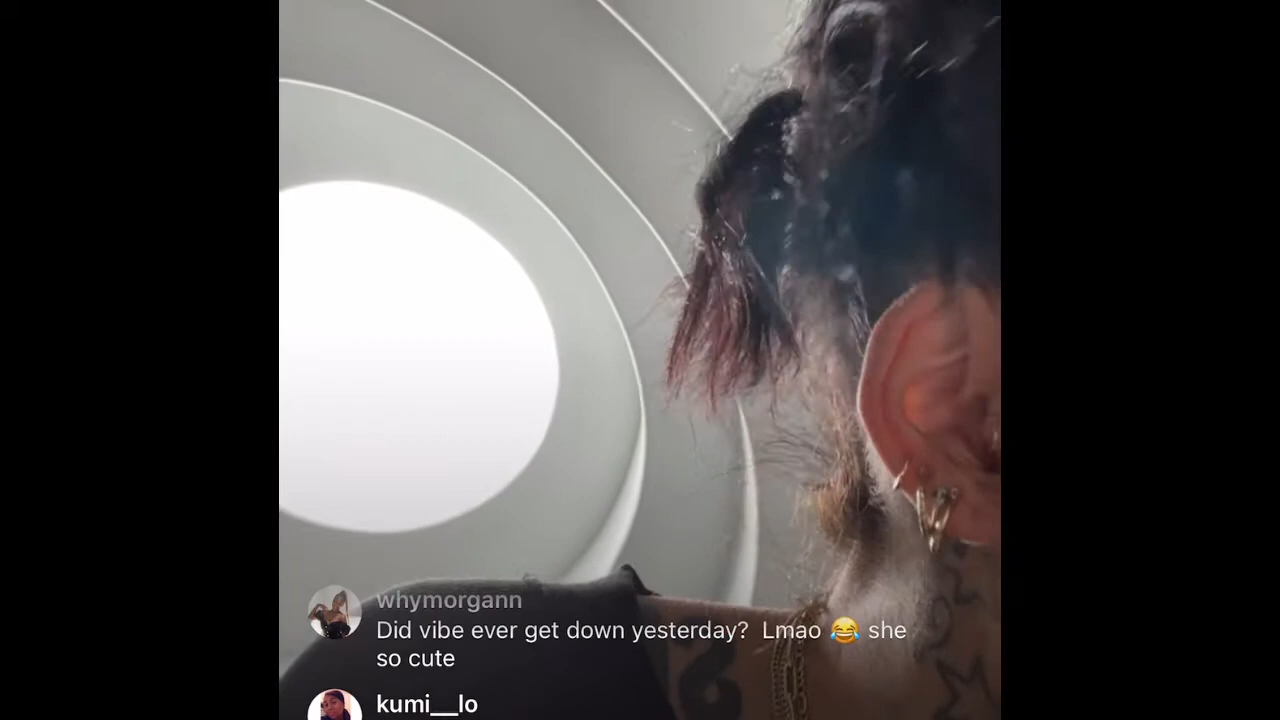 whymorgann
Did vibe ever get down yesterday?  Lmao 😂 she
so cute
kumi__lo